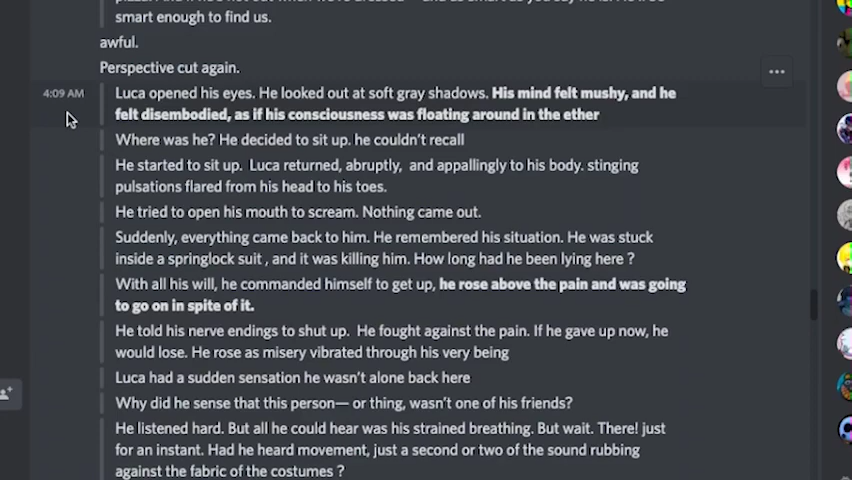 smart enough to find us.
awful.
Perspective cut again.
4:09 AM
Luca opened his eyes. He looked out at soft gray shadows. His mind felt mushy, and he
felt disembodied, as if his consciousness was floating around in the ether
Where was he? He decided to sit up. he couldn't recall
He started to sit up.  Luca returned, abruptly,  and appallingly to his body. stinging
pulsations flared from his head to his toes.
He tried to open his mouth to scream. Nothing came out.
Suddenly, everything came back to him. He remembered his situation. He was stuck
inside a springlock suit , and it was killing him. How long had he been lying here ?
With all his will, he commanded himself to get up, he rose above the pain and was going
to go on in spite of it.
He told his nerve endings to shut up.  He fought against the pain. If he gave up now, he
would lose. He rose as misery vibrated through his very being
Luca had a sudden sensation he wasn't alone back here
Why did he sense that this person— or thing, wasn't one of his friends?
He listened hard. But all he could hear was his strained breathing. But wait. There! just
for an instant. Had he heard movement, just a second or two of the sound rubbing
against the fabric of the costumes ?